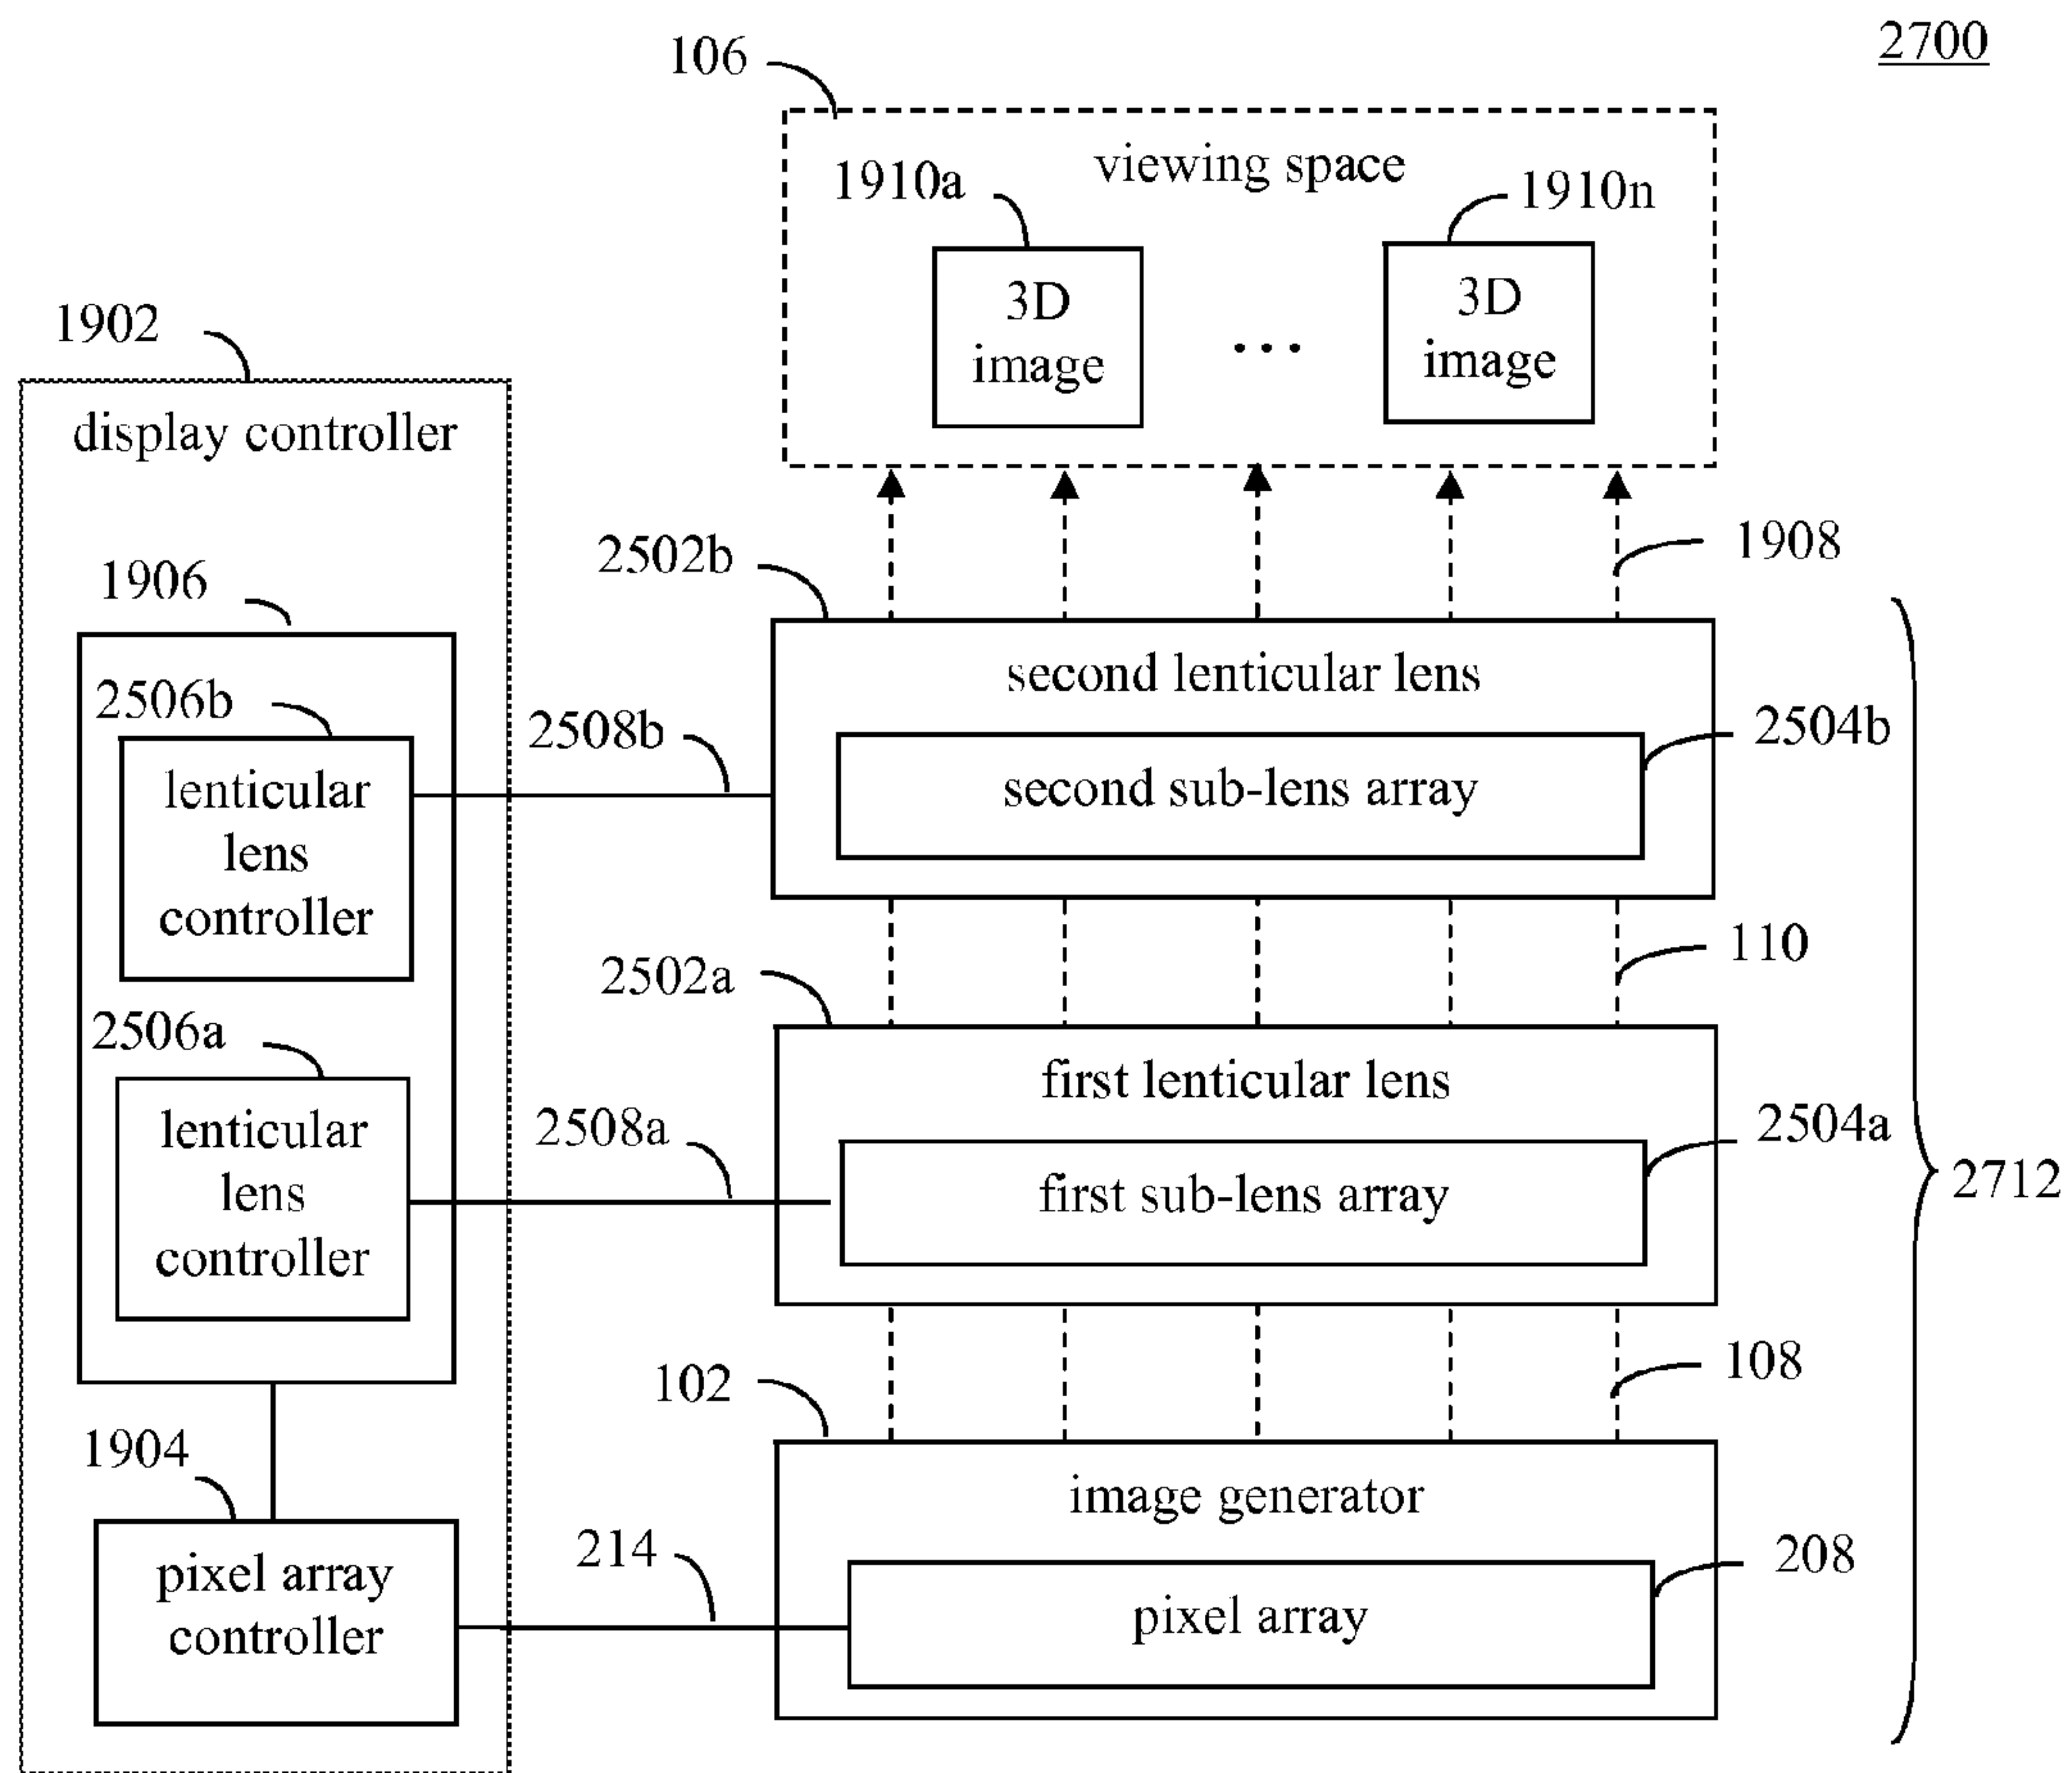 2700
106
viewing space
1910a
1910n
3D
image
...
3D
image
1902
display controller
1908
2502b
1906
second lenticular lens
2506b
2508b
2504b
lenticular
lens
controller
second sub-lens array
110
2502a
2506a
first lenticular lens
2508a
2504a
lenticular
lens
controller
first sub-lens array
2712
108
102
1904
image generator
214
208
pixel array
controller
pixel array